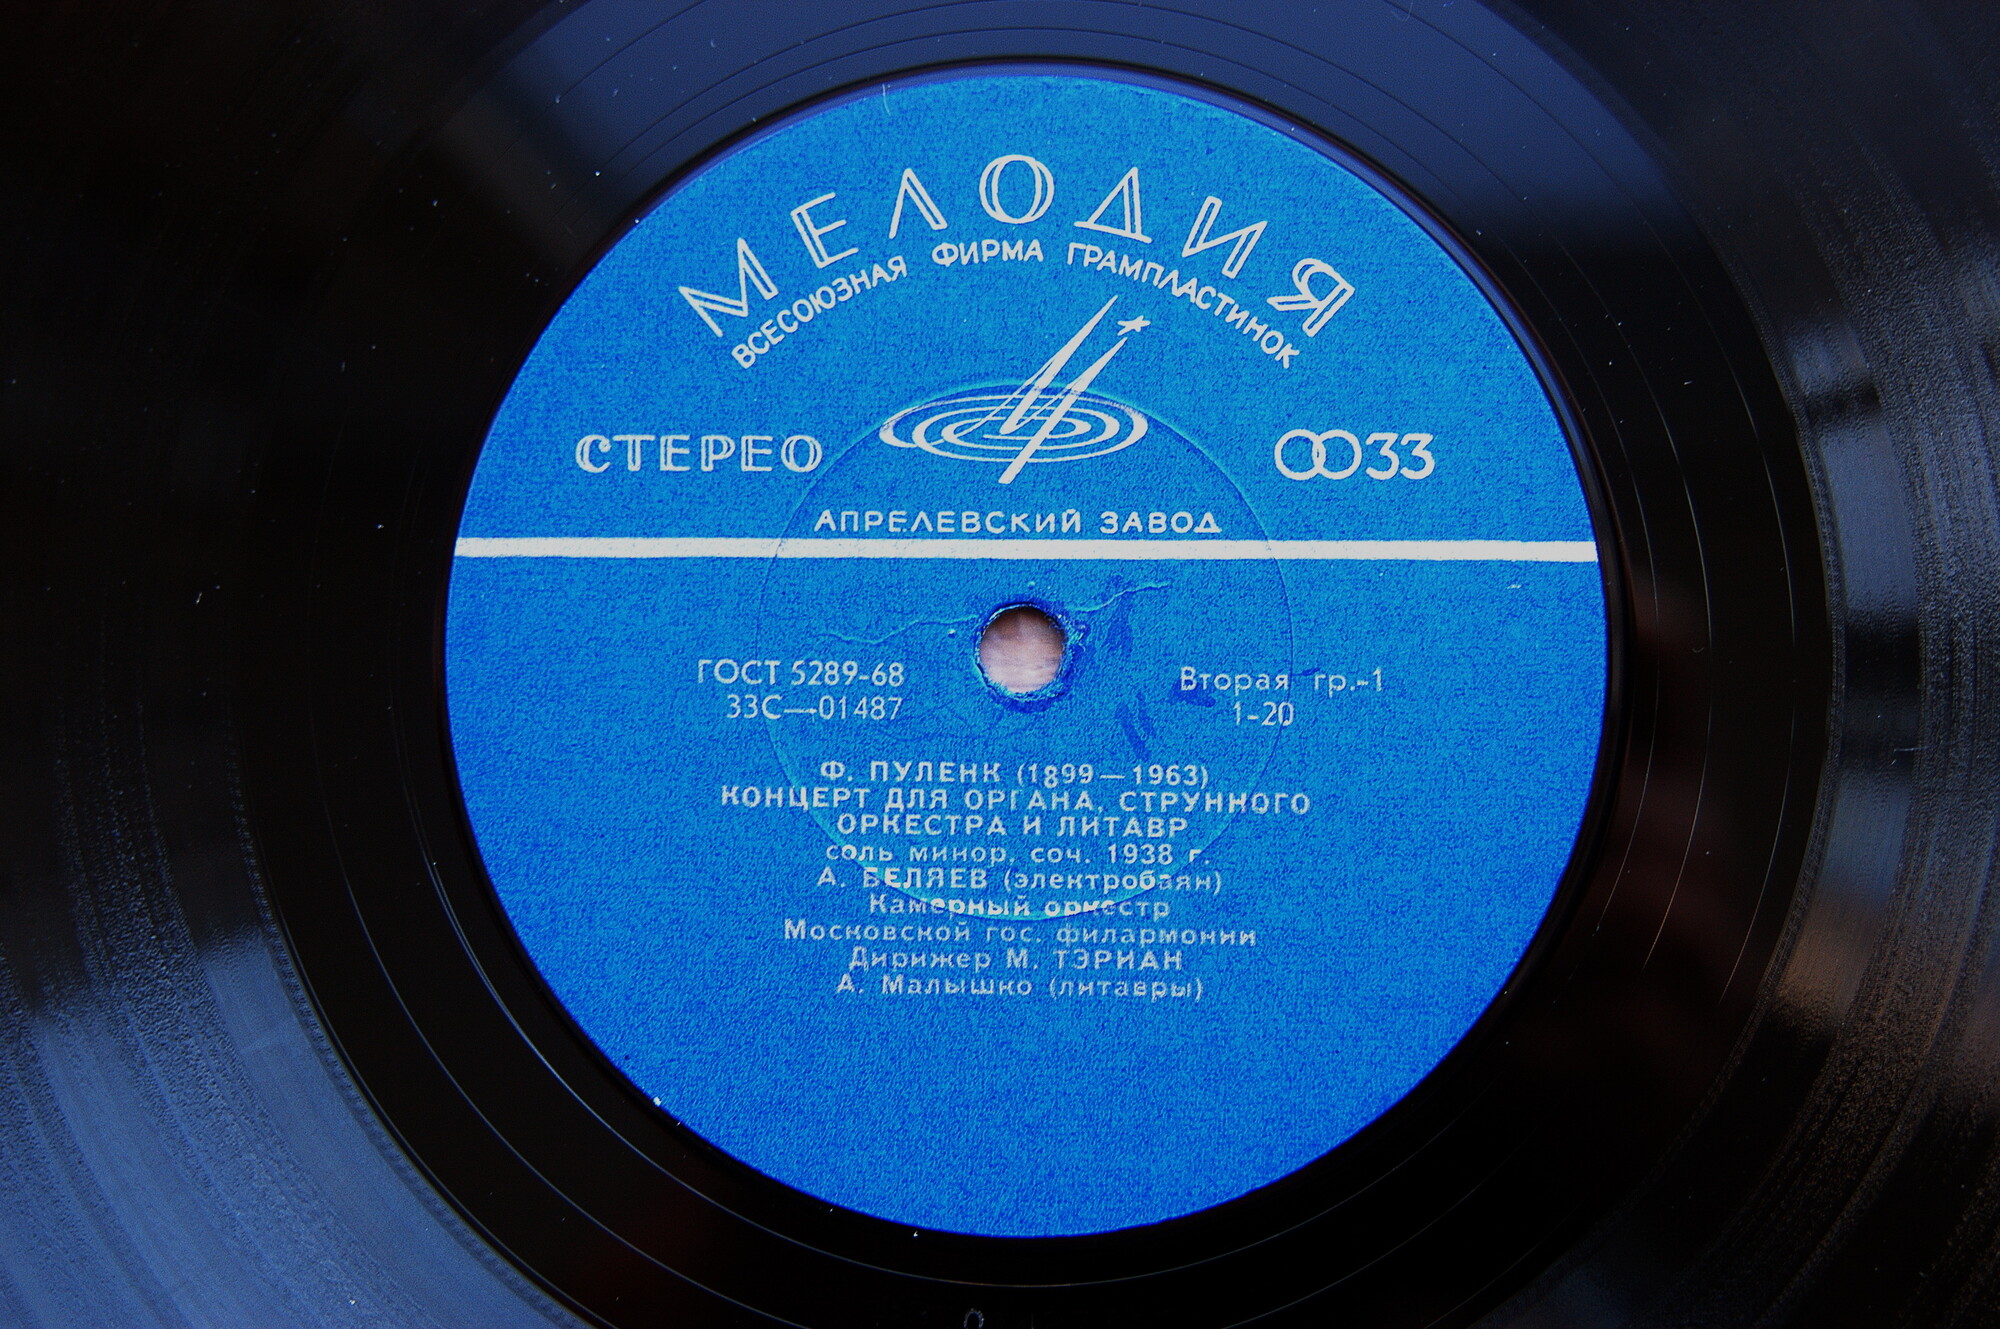 МЕЛОДИЯ
ВСЕСОЮЗНАЯ ФИРМА ГРАМПЛАСТИНОК
СТЕРЕО
33
АПРЕЛЕВСКИЙ ЗАВОД
ГОСТ 5289-68
33С—01487
Вторая гр.-1
1-20
Ф. ПУЛЕНК (1899—1963)
КОНЦЕРТ ДЛЯ ОРГАНА, СТРУННОГО
ОРКЕСТРА И ЛИТАВР
соль минор, соч. 1938 г.
А. БЕЛЯЕВ (электробаян)
Камерный оркестр
Московской гос. филармонии
Дирижер М. ТЭРИАН
А. Малышко (литавры)